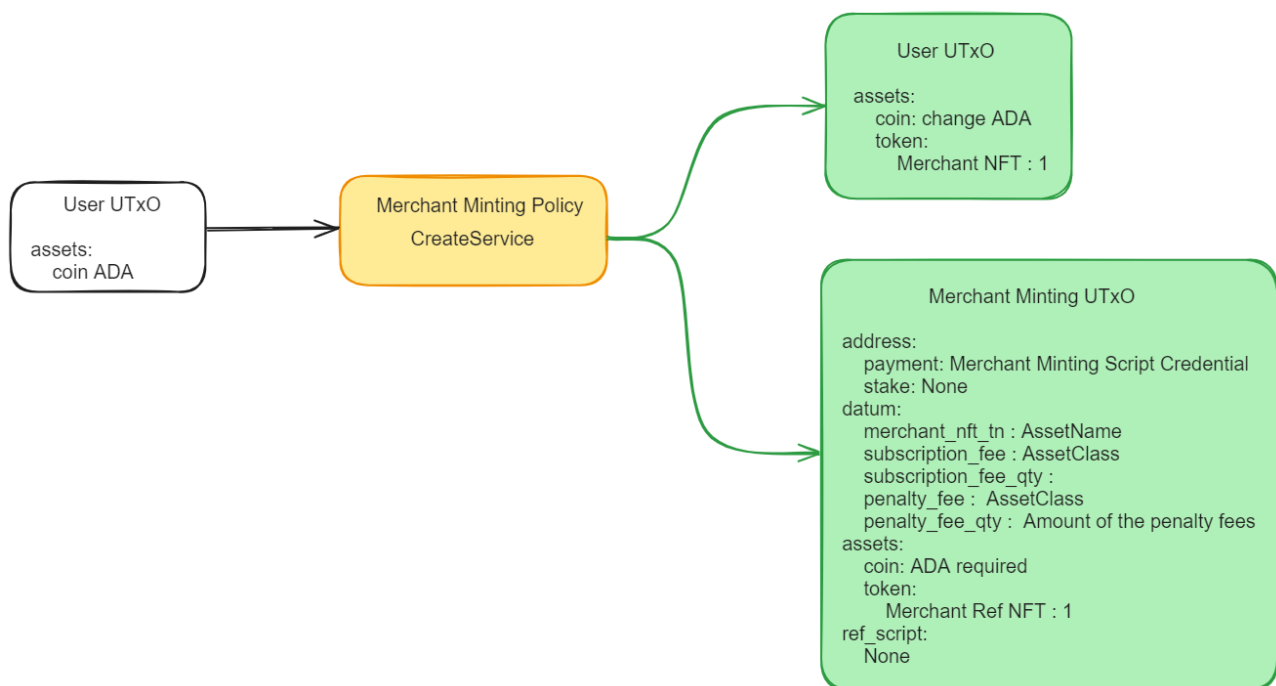 User UTxO
assets:
coin ADA
Merchant Minting Policy
CreateService
User UTxO
assets:
coin: change ADA
token:
Merchant NFT : 1
Merchant Minting UTxO
address:
payment: Merchant Minting Script Credential
stake: None
datum:
merchant_nft_tn : AssetName
subscription_fee : AssetClass
subscription_fee_qty :
penalty_fee :  AssetClass
penalty_fee_qty :  Amount of the penalty fees
assets:
coin: ADA required
token:
Merchant Ref NFT : 1
ref_script:
None